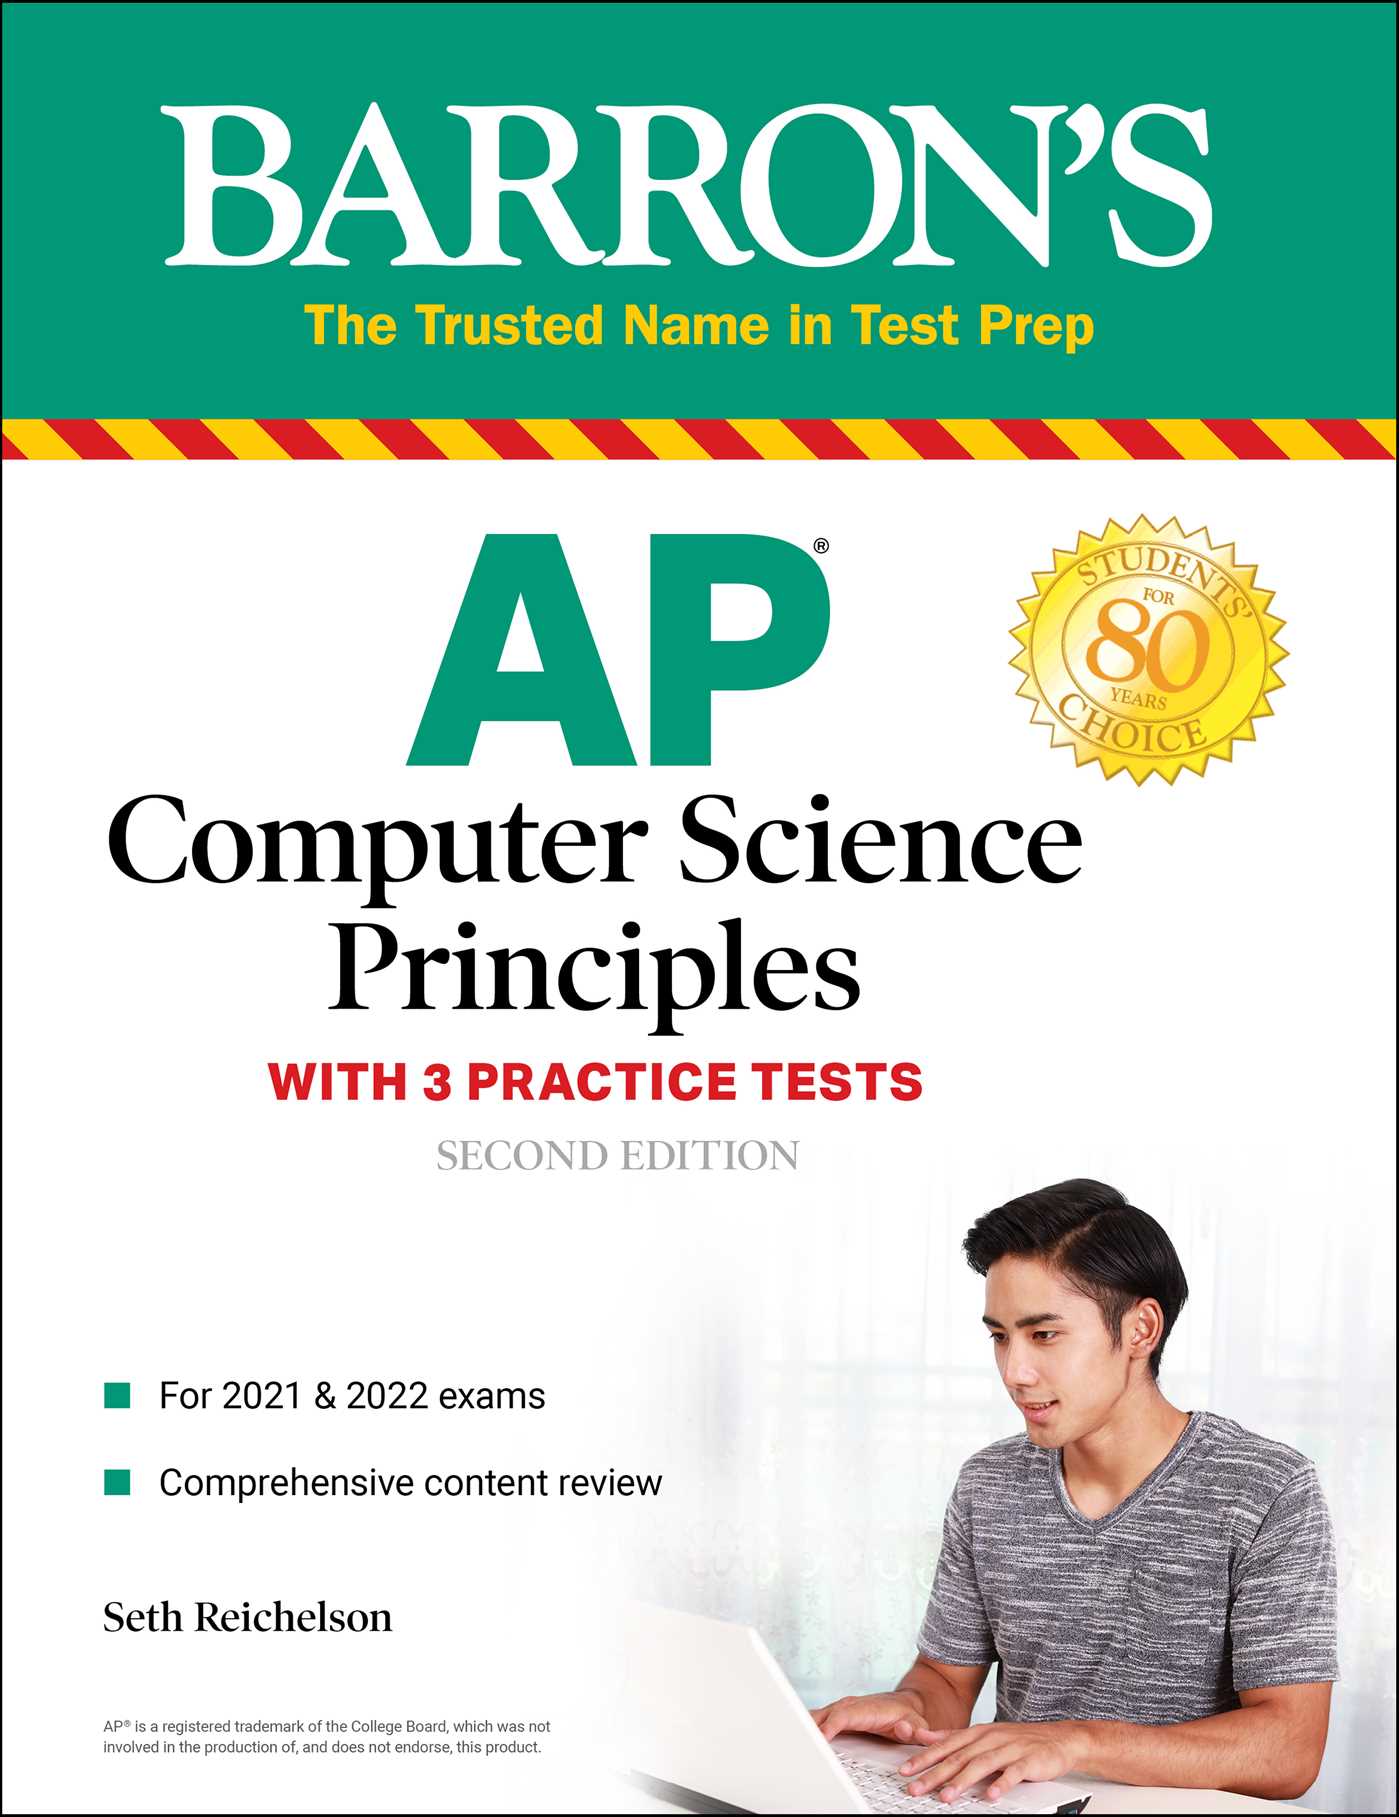 BARRON'S
The Trusted Name in Test Prep
AP®
STUDENTS'
FOR
80
YEARS
CHOICE
Computer Science
Principles
WITH 3 PRACTICE TESTS
SECOND EDITION
For 2021 & 2022 exams
Comprehensive content review
Seth Reichelson
AP® is a registered trademark of the College Board, which was not
involved in the production of, and does not endorse, this product.